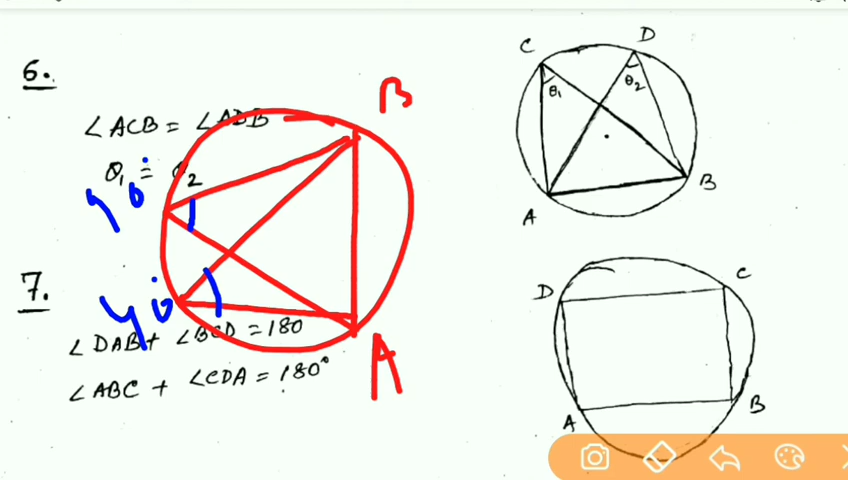 6.
∠ACB = ∠ADB
θ₁ = θ₂
40°
7.
40°
∠DAB + ∠BCD = 180
∠ABC + ∠CDA = 180°
B
A
C D
θ₁ θ₂
A B
D C
A B